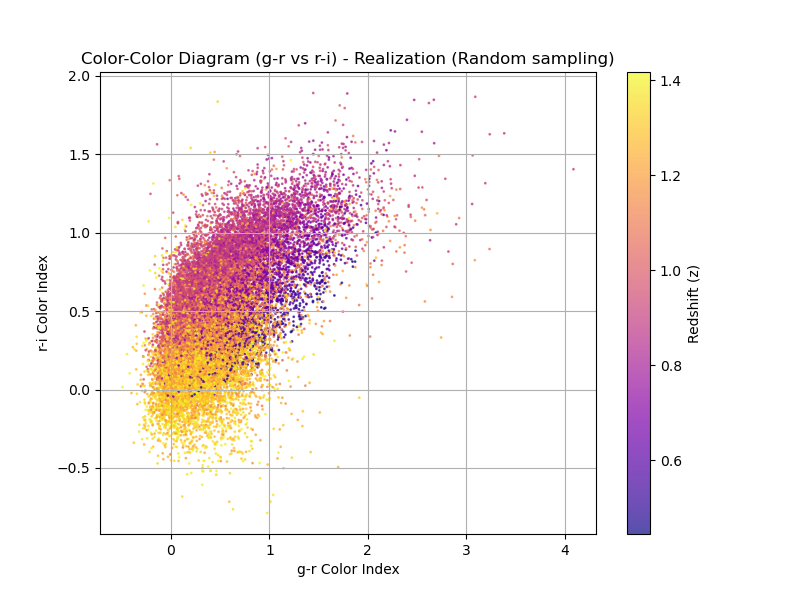 Color-Color Diagram (g-r vs r-i) - Realization (Random sampling)
2.0
1.5
1.0
0.5
0.0
−0.5
r-i Color Index
0 1 2 3 4
g-r Color Index
1.4
1.2
1.0
0.8
0.6
Redshift (z)